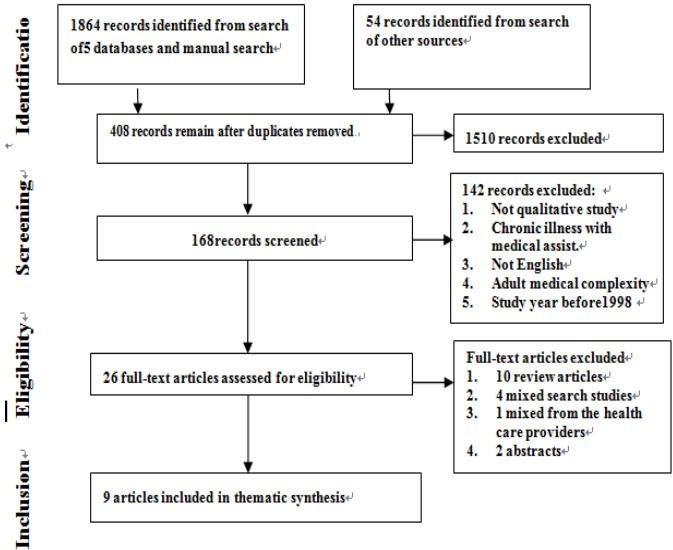 Identificatio
1864 records identified from search
of5 databases and manual search↵
54 records identified from search
of other sources↵
408 records remain after duplicates removed..
1510 records excluded↵
Screening
168records screened↵
142 records excluded: ↵
1. Not qualitative study↵
2. Chronic illness with
medical assist.
3. Not English
4. Adult medical complexity
5. Study year before1998 ↵
Eligibility
26 full-text articles assessed for eligibility↵
Full-text articles excluded↵
1. 10 review articles
2. 4 mixed search studies
3. 1 mixed from the health
care providers↵
4. 2 abstracts↵
Inclusion
9 articles included in thematic synthesis↵